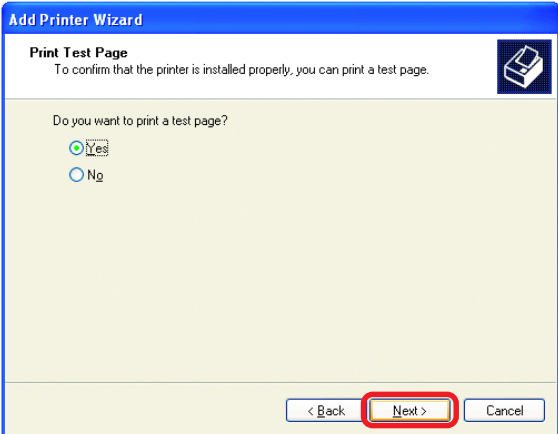 Add Printer Wizard
Print Test Page
To confirm that the printer is installed properly, you can print a test page.
Do you want to print a test page?
Yes
No
< Back
Next >
Cancel